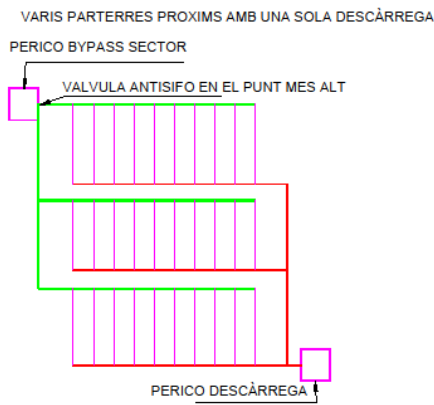 VARIS PARTERRES PROXIMS AMB UNA SOLA DESCÀRREGA
PERICO BYPASS SECTOR
VALVULA ANTISIFO EN EL PUNT MES ALT
PERICO DESCÀRREGA